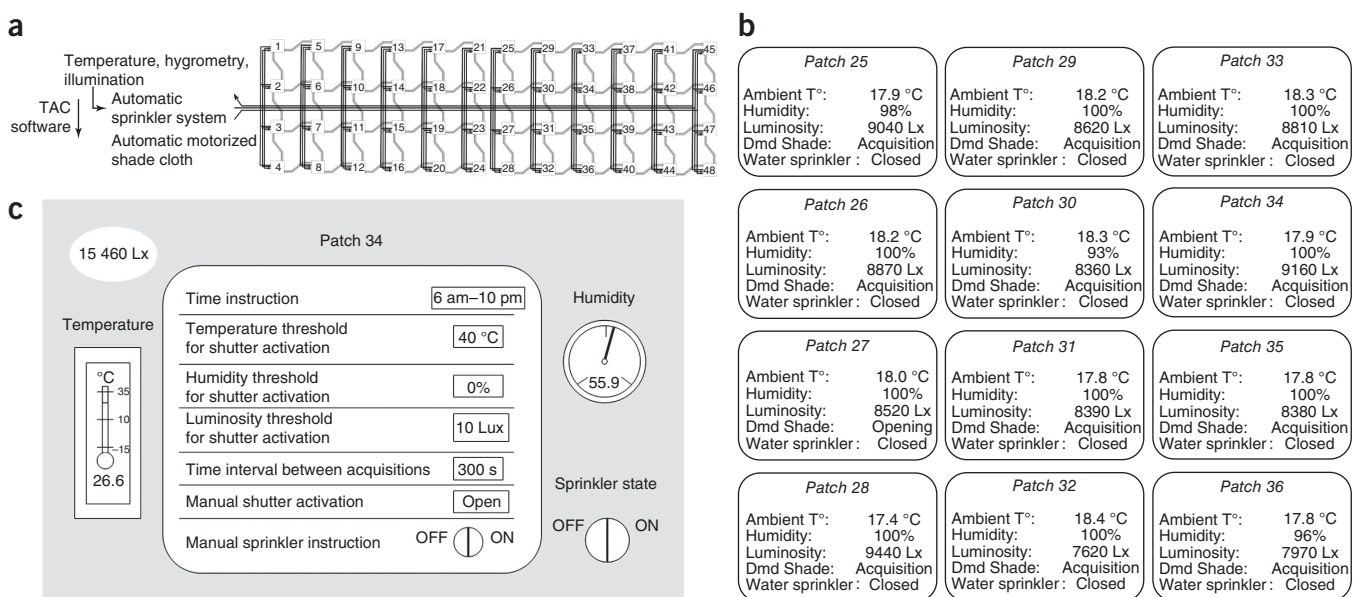 a
Temperature, hygrometry,
illumination
TAC
software
Automatic
sprinkler system
Automatic motorized
shade cloth
1 5 9 13 17 21 25 29 33 37 41 45
2 6 10 14 18 22 26 30 34 38 42 46
3 7 11 15 19 23 27 31 35 39 43 47
4 8 12 16 20 24 28 32 36 40 44 48
b
Patch 25
Ambient T°: 17.9 °C
Humidity: 98%
Luminosity: 9040 Lx
Dmd Shade: Acquisition
Water sprinkler : Closed
Patch 29
Ambient T°: 18.2 °C
Humidity: 100%
Luminosity: 8620 Lx
Dmd Shade: Acquisition
Water sprinkler : Closed
Patch 33
Ambient T°: 18.3 °C
Humidity: 100%
Luminosity: 8810 Lx
Dmd Shade: Acquisition
Water sprinkler : Closed
Patch 26
Ambient T°: 18.2 °C
Humidity: 100%
Luminosity: 8870 Lx
Dmd Shade: Acquisition
Water sprinkler : Closed
Patch 30
Ambient T°: 18.3 °C
Humidity: 93%
Luminosity: 8360 Lx
Dmd Shade: Acquisition
Water sprinkler : Closed
Patch 34
Ambient T°: 17.9 °C
Humidity: 100%
Luminosity: 9160 Lx
Dmd Shade: Acquisition
Water sprinkler : Closed
Patch 27
Ambient T°: 18.0 °C
Humidity: 100%
Luminosity: 8520 Lx
Dmd Shade: Opening
Water sprinkler : Closed
Patch 31
Ambient T°: 17.8 °C
Humidity: 100%
Luminosity: 8390 Lx
Dmd Shade: Acquisition
Water sprinkler : Closed
Patch 35
Ambient T°: 17.8 °C
Humidity: 100%
Luminosity: 8380 Lx
Dmd Shade: Acquisition
Water sprinkler : Closed
Patch 28
Ambient T°: 17.4 °C
Humidity: 100%
Luminosity: 9440 Lx
Dmd Shade: Acquisition
Water sprinkler : Closed
Patch 32
Ambient T°: 18.4 °C
Humidity: 100%
Luminosity: 7620 Lx
Dmd Shade: Acquisition
Water sprinkler : Closed
Patch 36
Ambient T°: 17.8 °C
Humidity: 96%
Luminosity: 7970 Lx
Dmd Shade: Acquisition
Water sprinkler : Closed
c
15 460 Lx
Patch 34
Temperature
°C
35
10
–15
26.6
Time instruction 6 am–10 pm
Temperature threshold
for shutter activation 40 °C
Humidity threshold
for shutter activation 0%
Luminosity threshold
for shutter activation 10 Lux
Time interval between acquisitions 300 s
Manual shutter activation Open
Manual sprinkler instruction OFF ON
Humidity
55.9
Sprinkler state
OFF ON